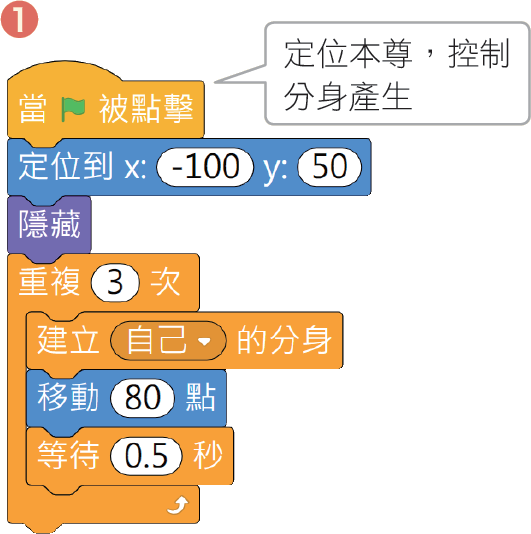 1
定位本尊，控制
分身產生
當 被點擊
定位到 x: -100 y: 50
隱藏
重複 3 次
建立 自己 的分身
移動 80 點
等待 0.5 秒